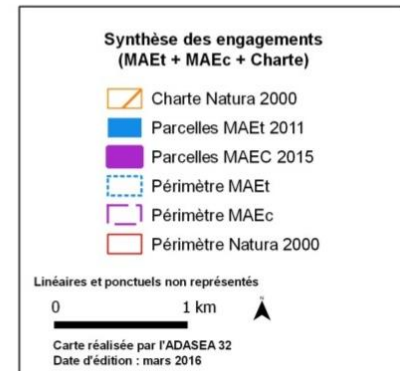 Synthèse des engagements
(MAEt + MAEc + Charte)
Charte Natura 2000
Parcelles MAEt 2011
Parcelles MAEC 2015
Périmètre MAEt
Périmètre MAEc
Périmètre Natura 2000
Linéaires et ponctuels non représentés
0 1 km
Carte réalisée par l'ADASEA 32
Date d'édition : mars 2016